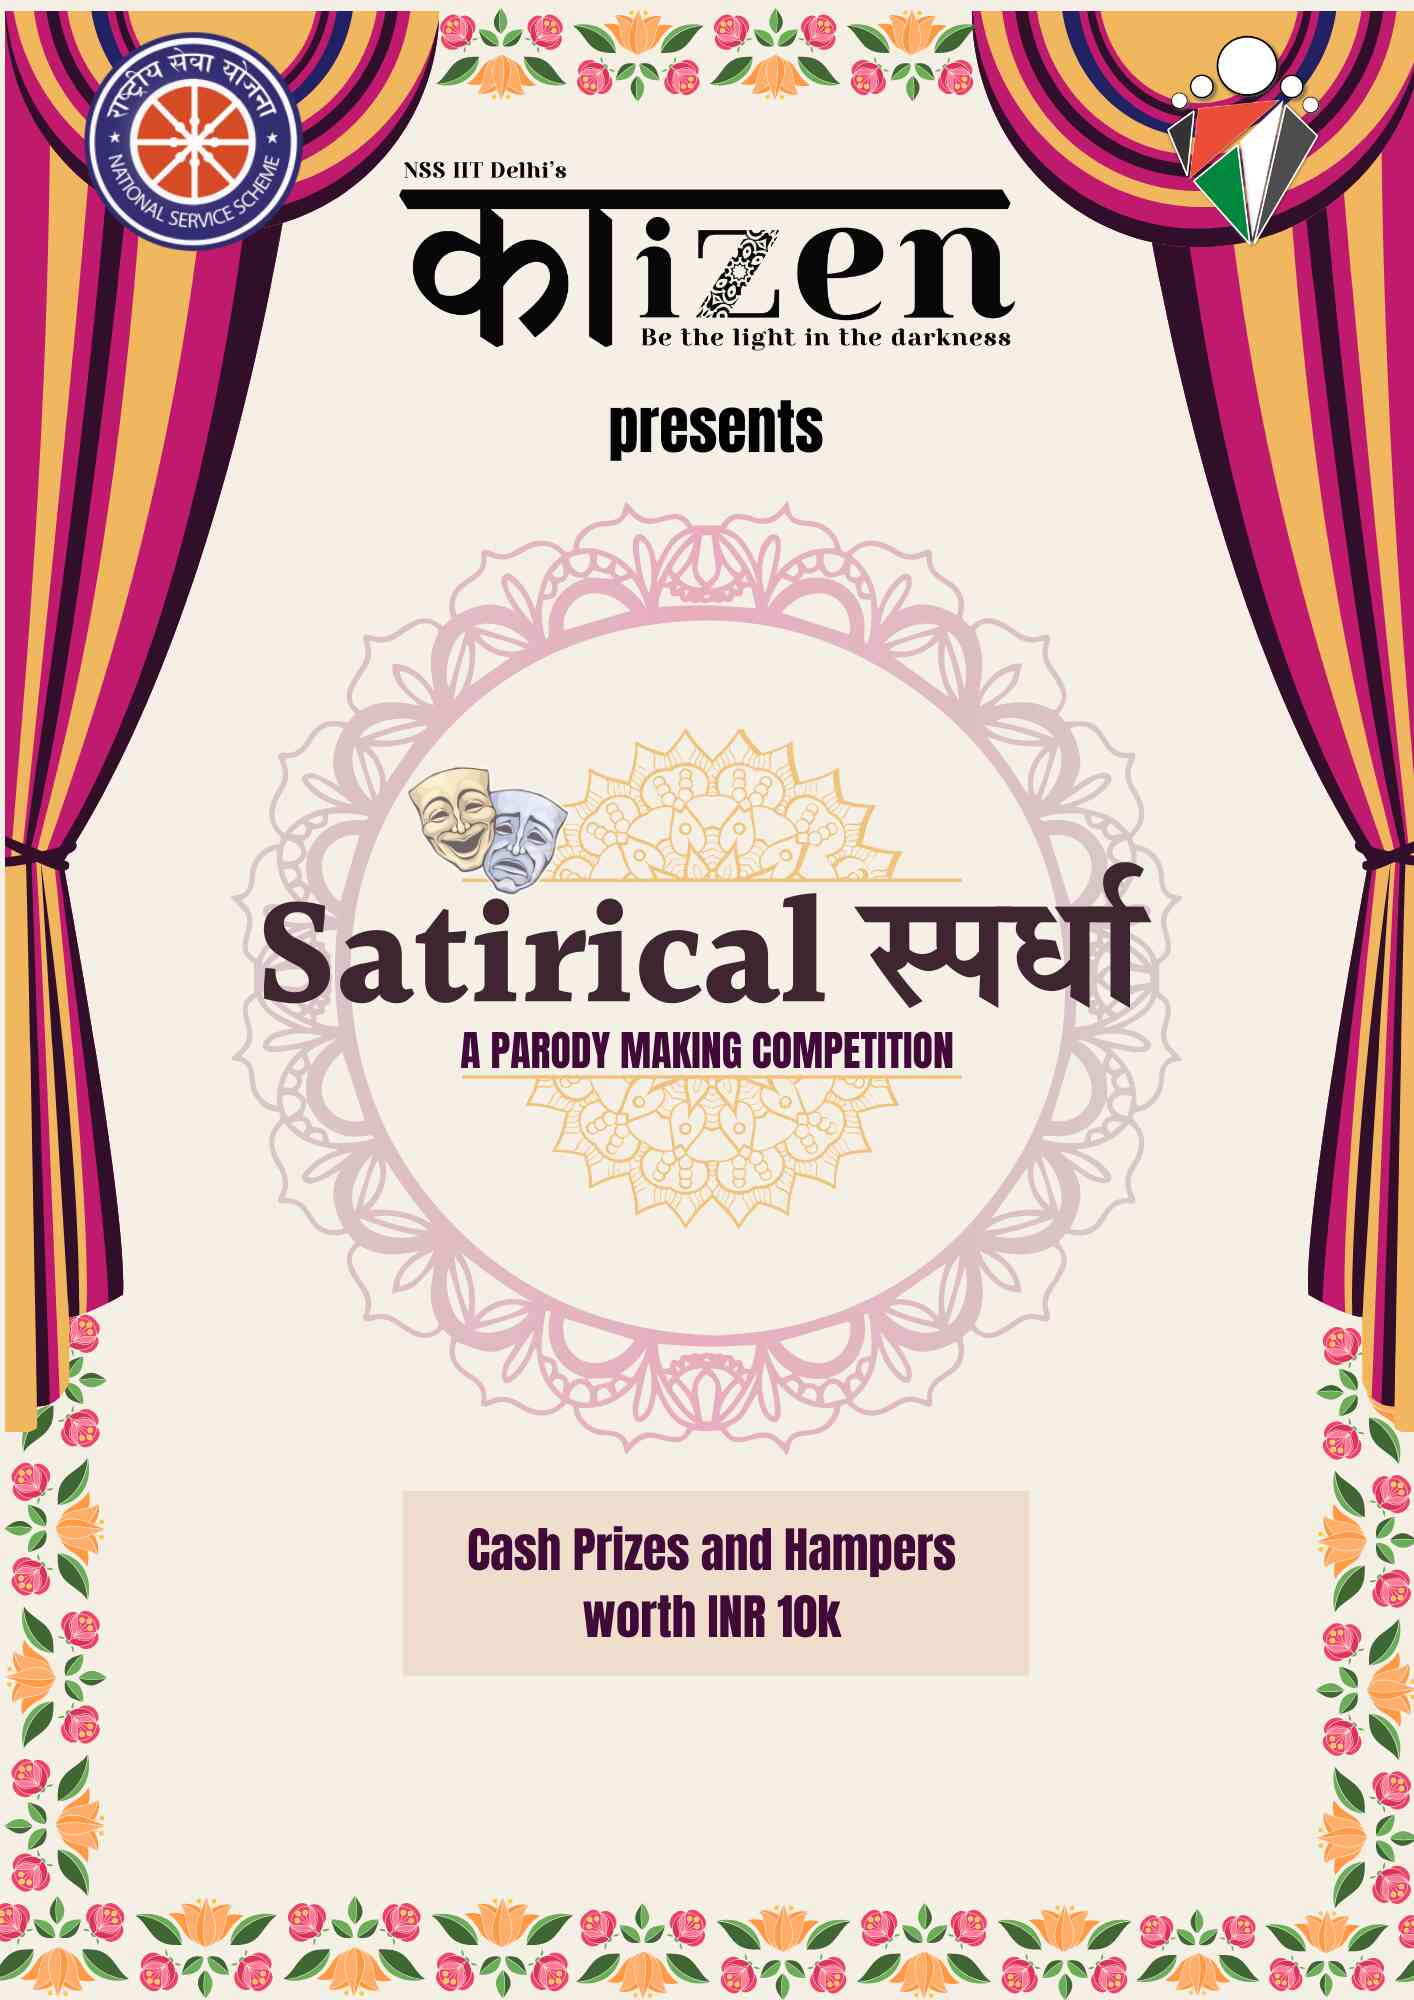 राष्ट्रीय सेवा योजना
NATIONAL SERVICE SCHEME
NSS IIT Delhi's
काizen
Be the light in the darkness
presents
Satirical स्पर्धा
A PARODY MAKING COMPETITION
Cash Prizes and Hampers
worth INR 10k